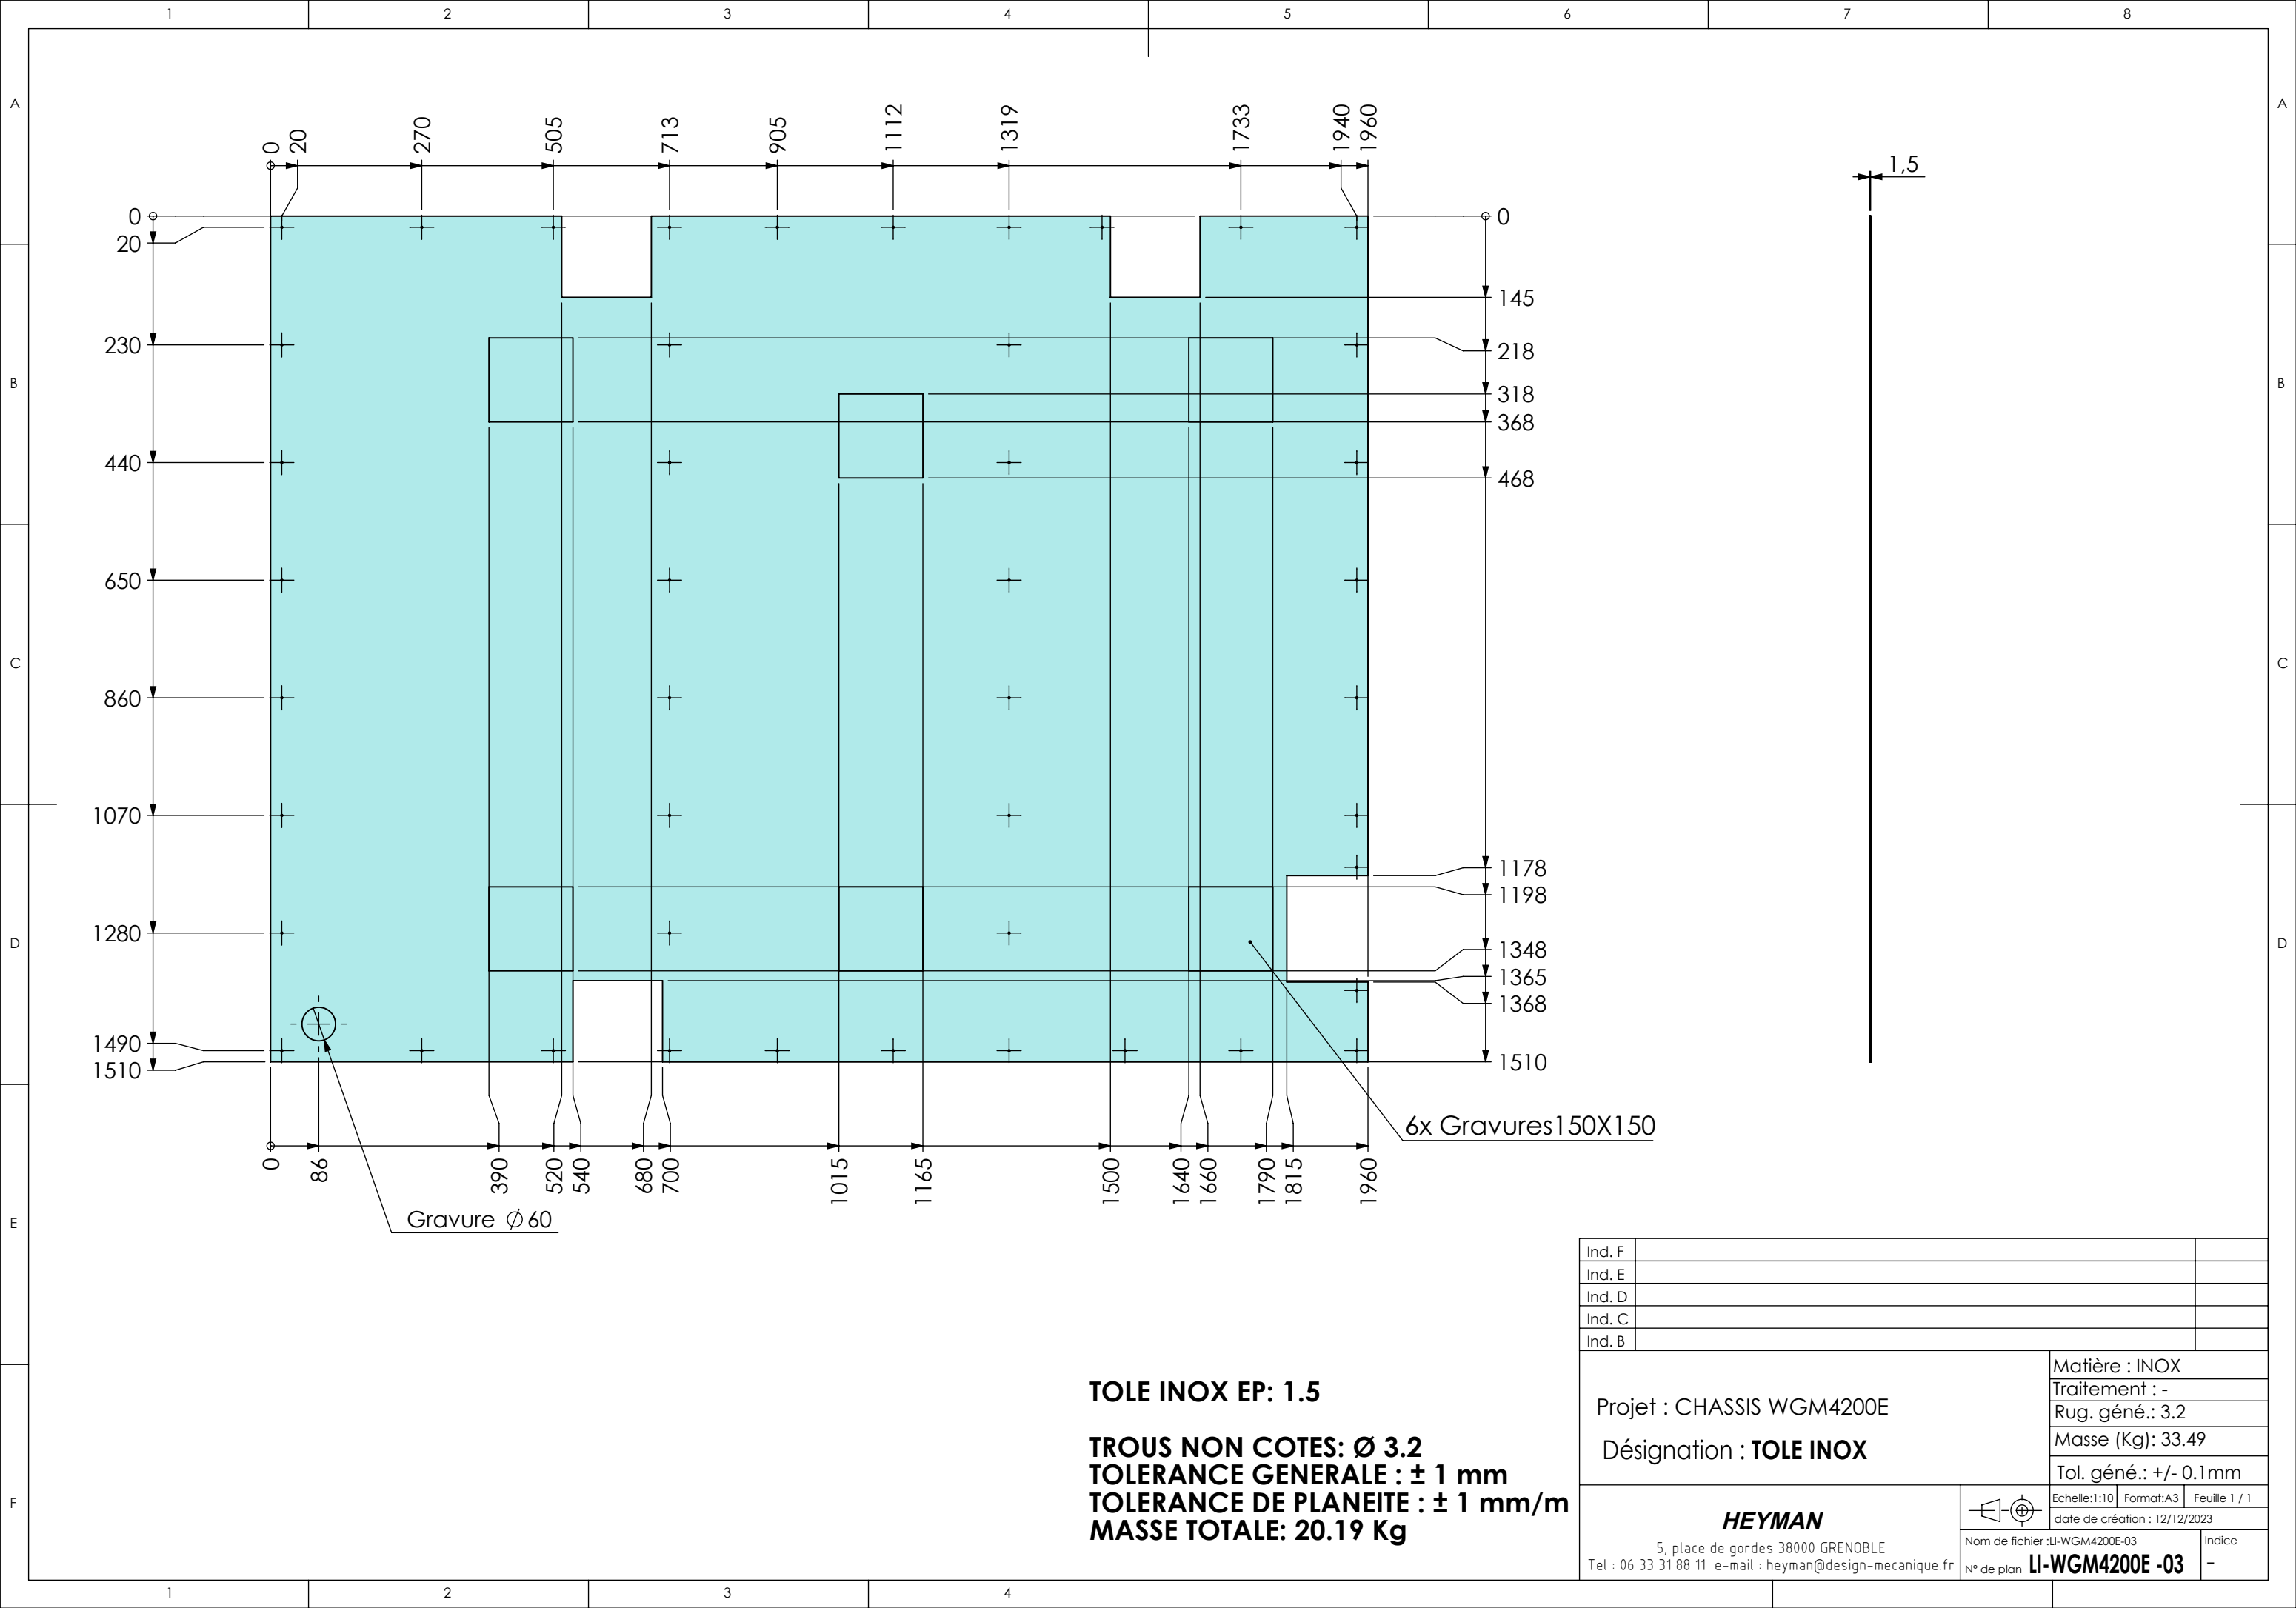 1 2 3 4 5 6 7 8
A A
B B
C C
D D
E
F
0 20 270 505 713 905 1112 1319 1733 1940 1960
1,5
0
20
230
440
650
860
1070
1280
1490
1510
0
145
218
318
368
468
1178
1198
1348
1365
1368
1510
0 86 390 520 540 680 700 1015 1165 1500 1640 1660 1790 1815 1960
6x Gravures150X150
Gravure Ø60
TOLE INOX EP: 1.5
TROUS NON COTES: Ø 3.2
TOLERANCE GENERALE : ± 1 mm
TOLERANCE DE PLANEITE : ± 1 mm/m
MASSE TOTALE: 20.19 Kg
Ind. F
Ind. E
Ind. D
Ind. C
Ind. B
Projet : CHASSIS WGM4200E
Désignation : TOLE INOX
Matière : INOX
Traitement : -
Rug. géné.: 3.2
Masse (Kg): 33.49
Tol. géné.: +/- 0.1mm
Echelle:1:10 Format:A3 Feuille 1 / 1
date de création : 12/12/2023
HEYMAN
5, place de gordes 38000 GRENOBLE
Tel : 06 33 31 88 11 e-mail : heyman@design-mecanique.fr
Nom de fichier :LI-WGM4200E-03
N° de plan LI-WGM4200E -03
Indice
-
1 2 3 4